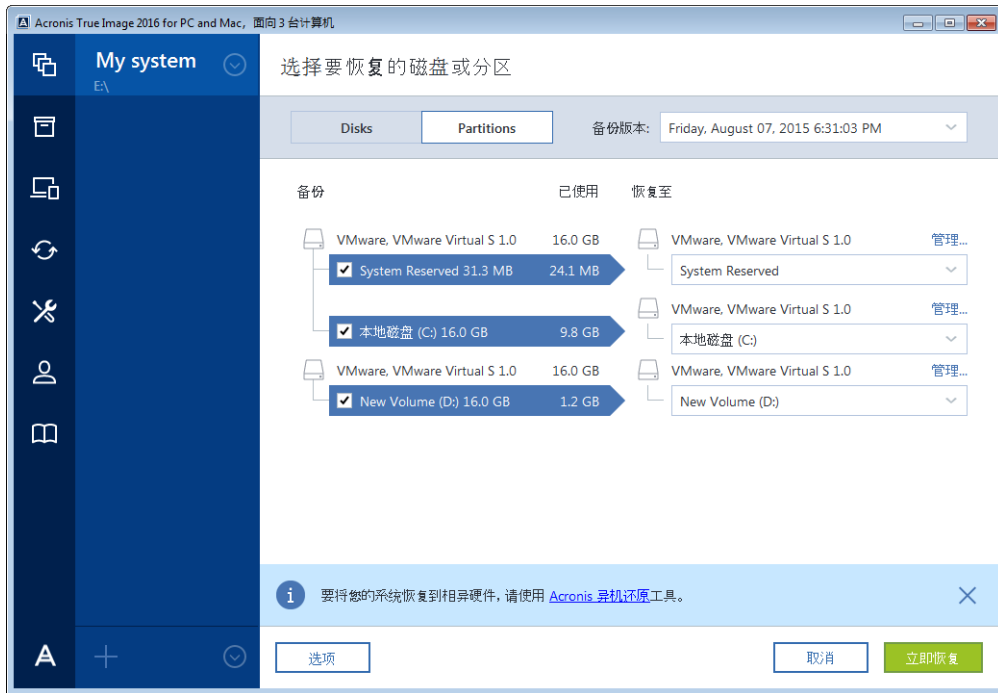 Acronis True Image 2016 for PC and Mac，面向 3 台计算机
My system
E:\
选择要恢复的磁盘或分区
Disks
Partitions
备份版本:
Friday, August 07, 2015 6:31:03 PM
备份
已使用
恢复至
VMware, VMware Virtual S 1.0
16.0 GB
VMware, VMware Virtual S 1.0
管理...
System Reserved 31.3 MB
24.1 MB
System Reserved
VMware, VMware Virtual S 1.0
管理...
本地磁盘 (C:) 16.0 GB
9.8 GB
本地磁盘 (C:)
VMware, VMware Virtual S 1.0
16.0 GB
VMware, VMware Virtual S 1.0
管理...
New Volume (D:) 16.0 GB
1.2 GB
New Volume (D:)
要将您的系统恢复到相异硬件，请使用 Acronis 异机还原工具。
选项
取消
立即恢复